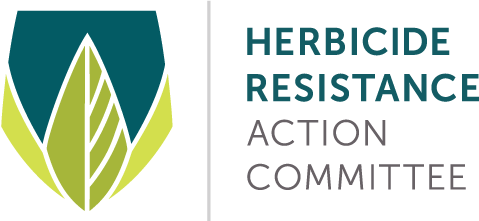 HERBICIDE
RESISTANCE
ACTION
COMMITTEE